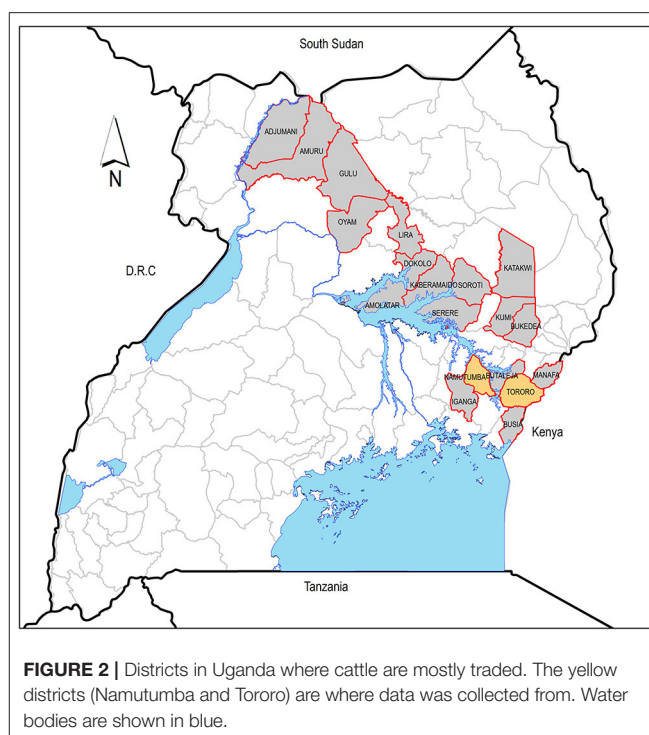 South Sudan
ADJUMANI
AMURU
N
GULU
OYAM
LIRA
D.R.C
DOKOLO
KATAKWI
KABERAMAIDO
SOROTI
AMOLATAR
SERERE
KUMI
BUKEDEA
NAMUTUMBA
BUTALEJA
MANAFA
TORORO
IGANGA
BUSIA
Kenya
Tanzania
FIGURE 2 | Districts in Uganda where cattle are mostly traded. The yellow
districts (Namutumba and Tororo) are where data was collected from. Water
bodies are shown in blue.